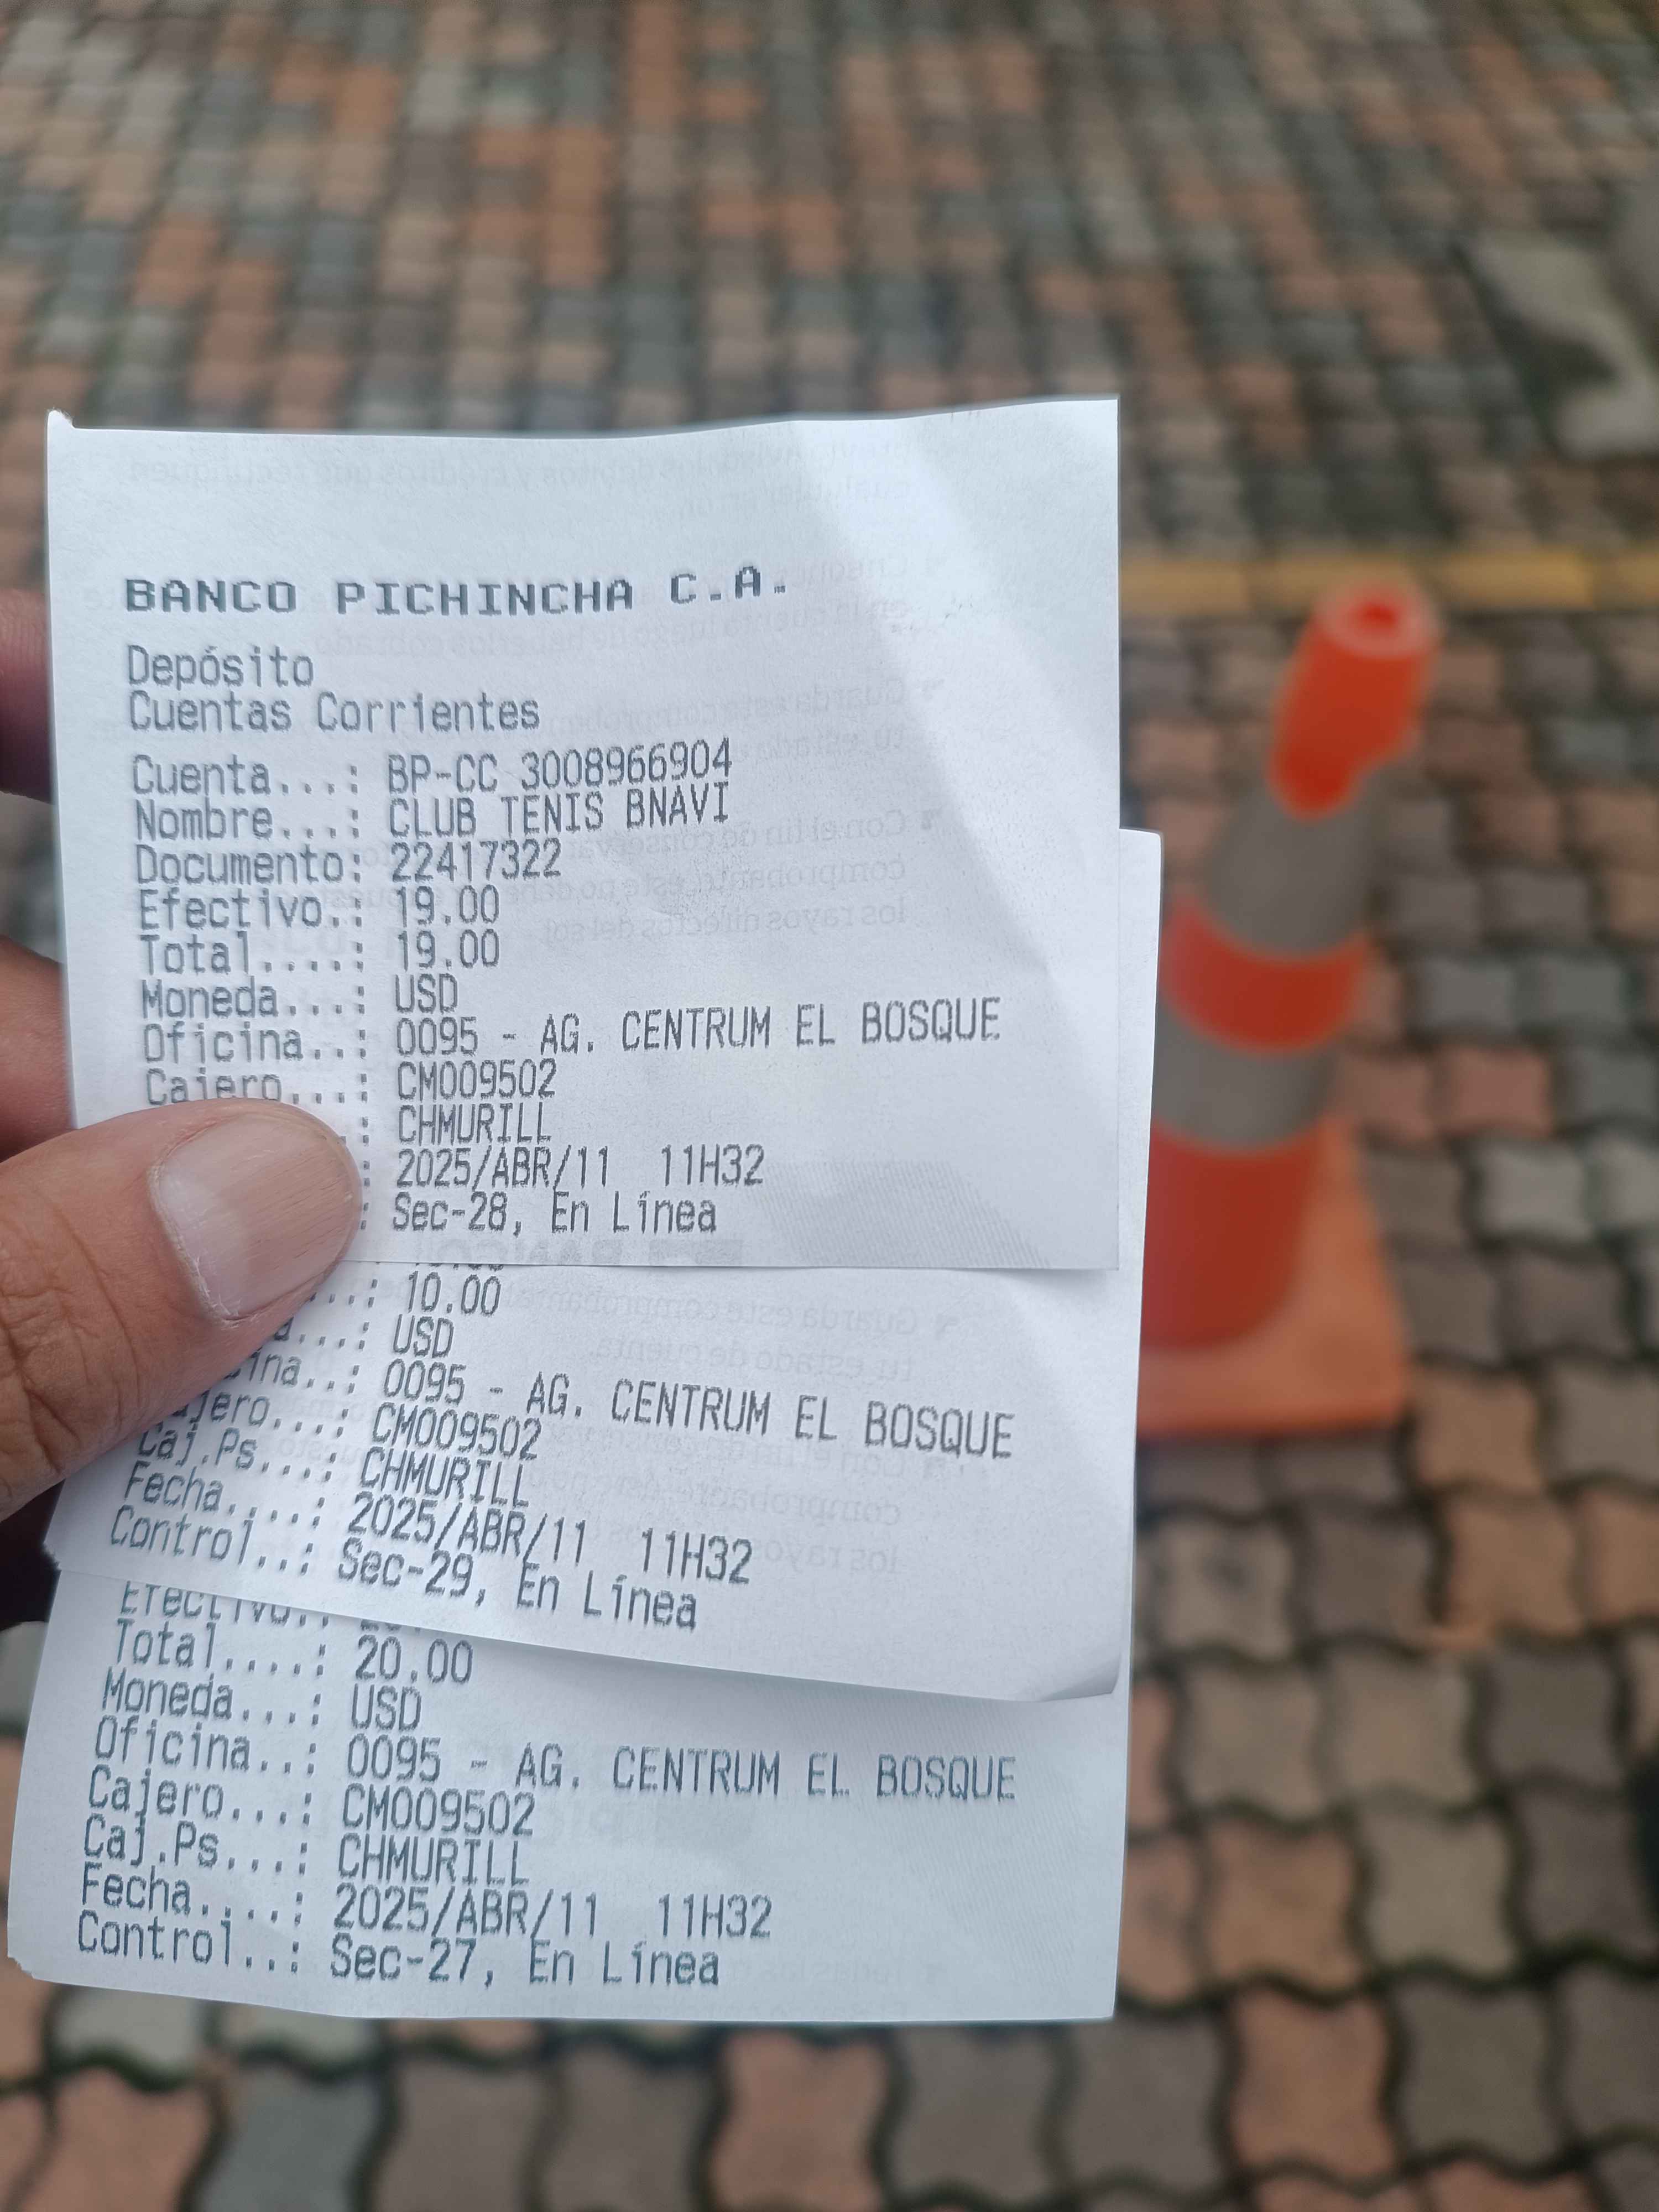 BANCO PICHINCHA C.A.
Depósito
Cuentas Corrientes
Cuenta...: BP-CC 3008966904
Nombre...: CLUB TENIS BNAVI
Documento: 22417322
Efectivo.: 19.00
Total....: 19.00
Moneda...: USD
Oficina..: 0095 - AG. CENTRUM EL BOSQUE
Cajero...: CM009502
.: CHMURILL
: 2025/ABR/11 11H32
: Sec-28, En Línea
...: 10.00
a...: USD
cina..: 0095 - AG. CENTRUM EL BOSQUE
ajero...: CM009502
Caj.Ps...: CHMURILL
Fecha....: 2025/ABR/11 11H32
Control..: Sec-29, En Línea
Efectivo.:
Total....: 20.00
Moneda...: USD
Oficina..: 0095 - AG. CENTRUM EL BOSQUE
Cajero...: CM009502
Caj.Ps...: CHMURILL
Fecha....: 2025/ABR/11 11H32
Control..: Sec-27, En Línea